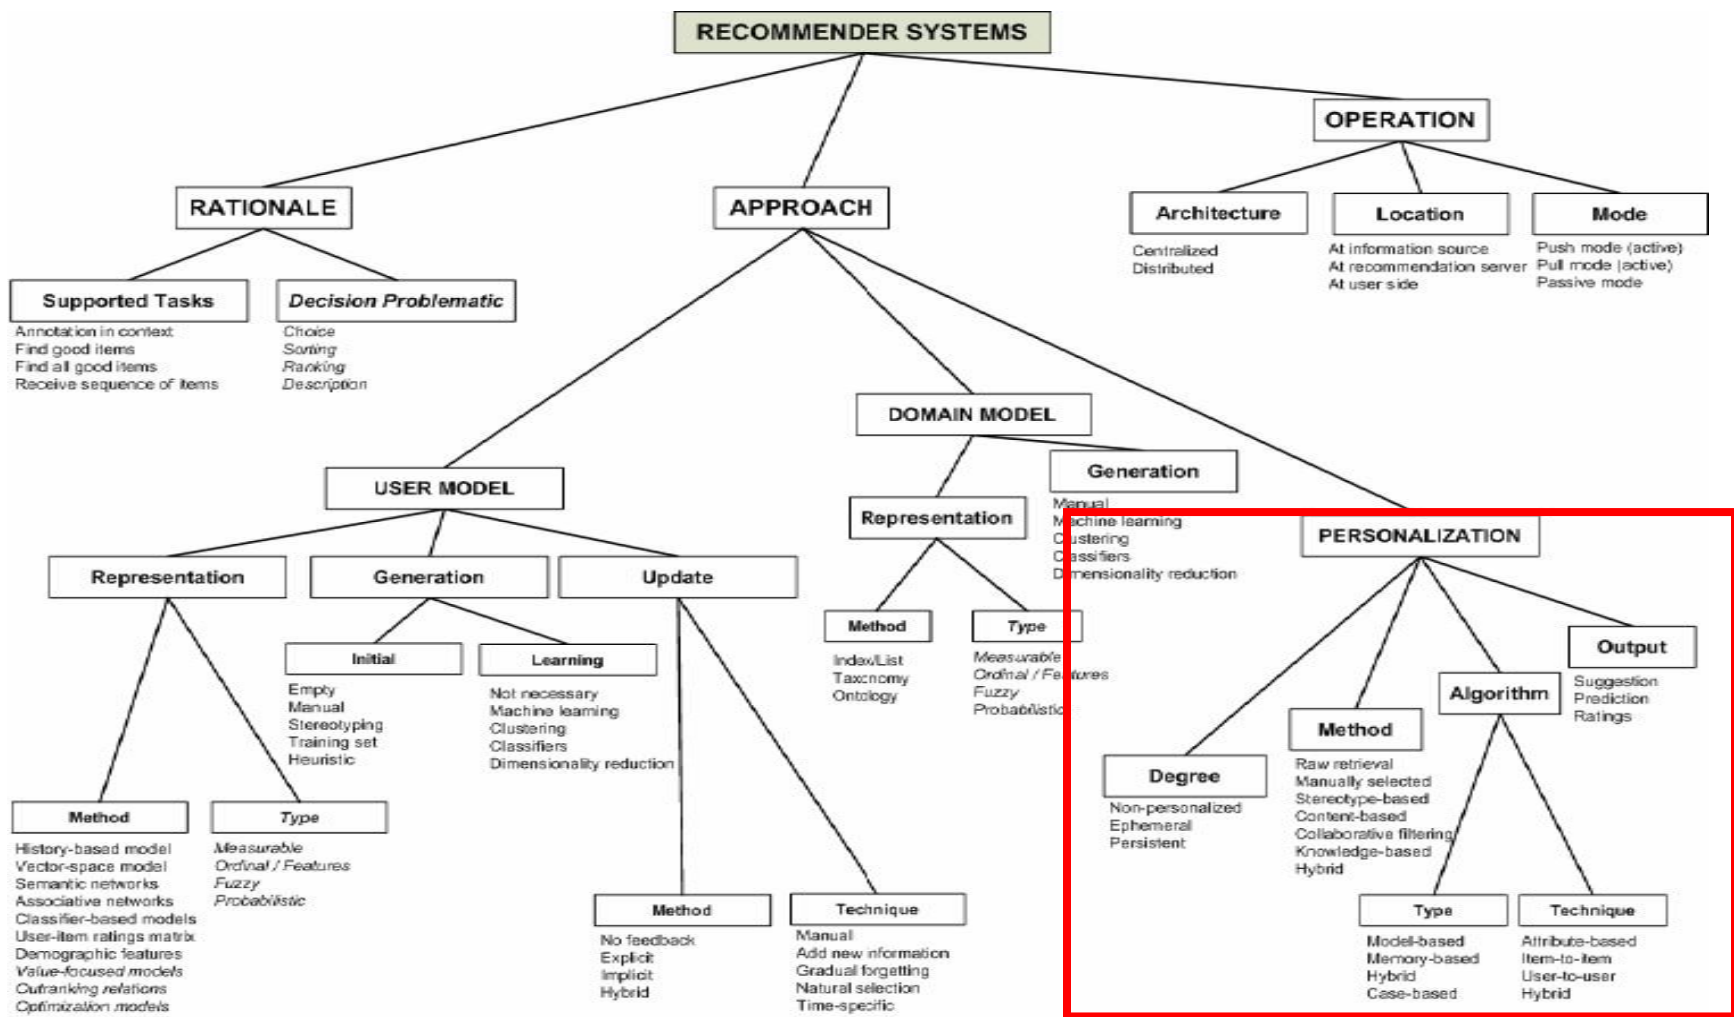 RECOMMENDER SYSTEMS
OPERATION
RATIONALE
APPROACH
Architecture
Centralized
Distributed
Location
At information source
At recommendation server
At user side
Mode
Push mode (active)
Pull mode (active)
Passive mode
Supported Tasks
Annotation in context
Find good items
Find all good items
Receive sequence of items
Decision Problematic
Choice
Sorting
Ranking
Description
DOMAIN MODEL
Generation
Manual
Machine learning
Clustering
Classifiers
Dimensionality reduction
Representation
Method
Index/List
Taxonomy
Ontology
Type
Measurable
Ordinal / Features
Fuzzy
Probabilistic
USER MODEL
Representation
Method
History-based model
Vector-space model
Semantic networks
Associative networks
Classifier-based models
User-item ratings matrix
Demographic features
Value-focused models
Outranking relations
Optimization models
Type
Measurable
Ordinal / Features
Fuzzy
Probabilistic
Generation
Initial
Empty
Manual
Stereotyping
Training set
Heuristic
Learning
Not necessary
Machine learning
Clustering
Classifiers
Dimensionality reduction
Update
Method
No feedback
Explicit
Implicit
Hybrid
Technique
Manual
Add new information
Gradual forgetting
Natural selection
Time-specific
PERSONALIZATION
Degree
Non-personalized
Ephemeral
Persistent
Method
Raw retrieval
Manually selected
Stereotype-based
Content-based
Collaborative filtering
Knowledge-based
Hybrid
Algorithm
Type
Model-based
Memory-based
Hybrid
Case-based
Technique
Attribute-based
Item-to-item
User-to-user
Hybrid
Output
Suggestion
Prediction
Ratings